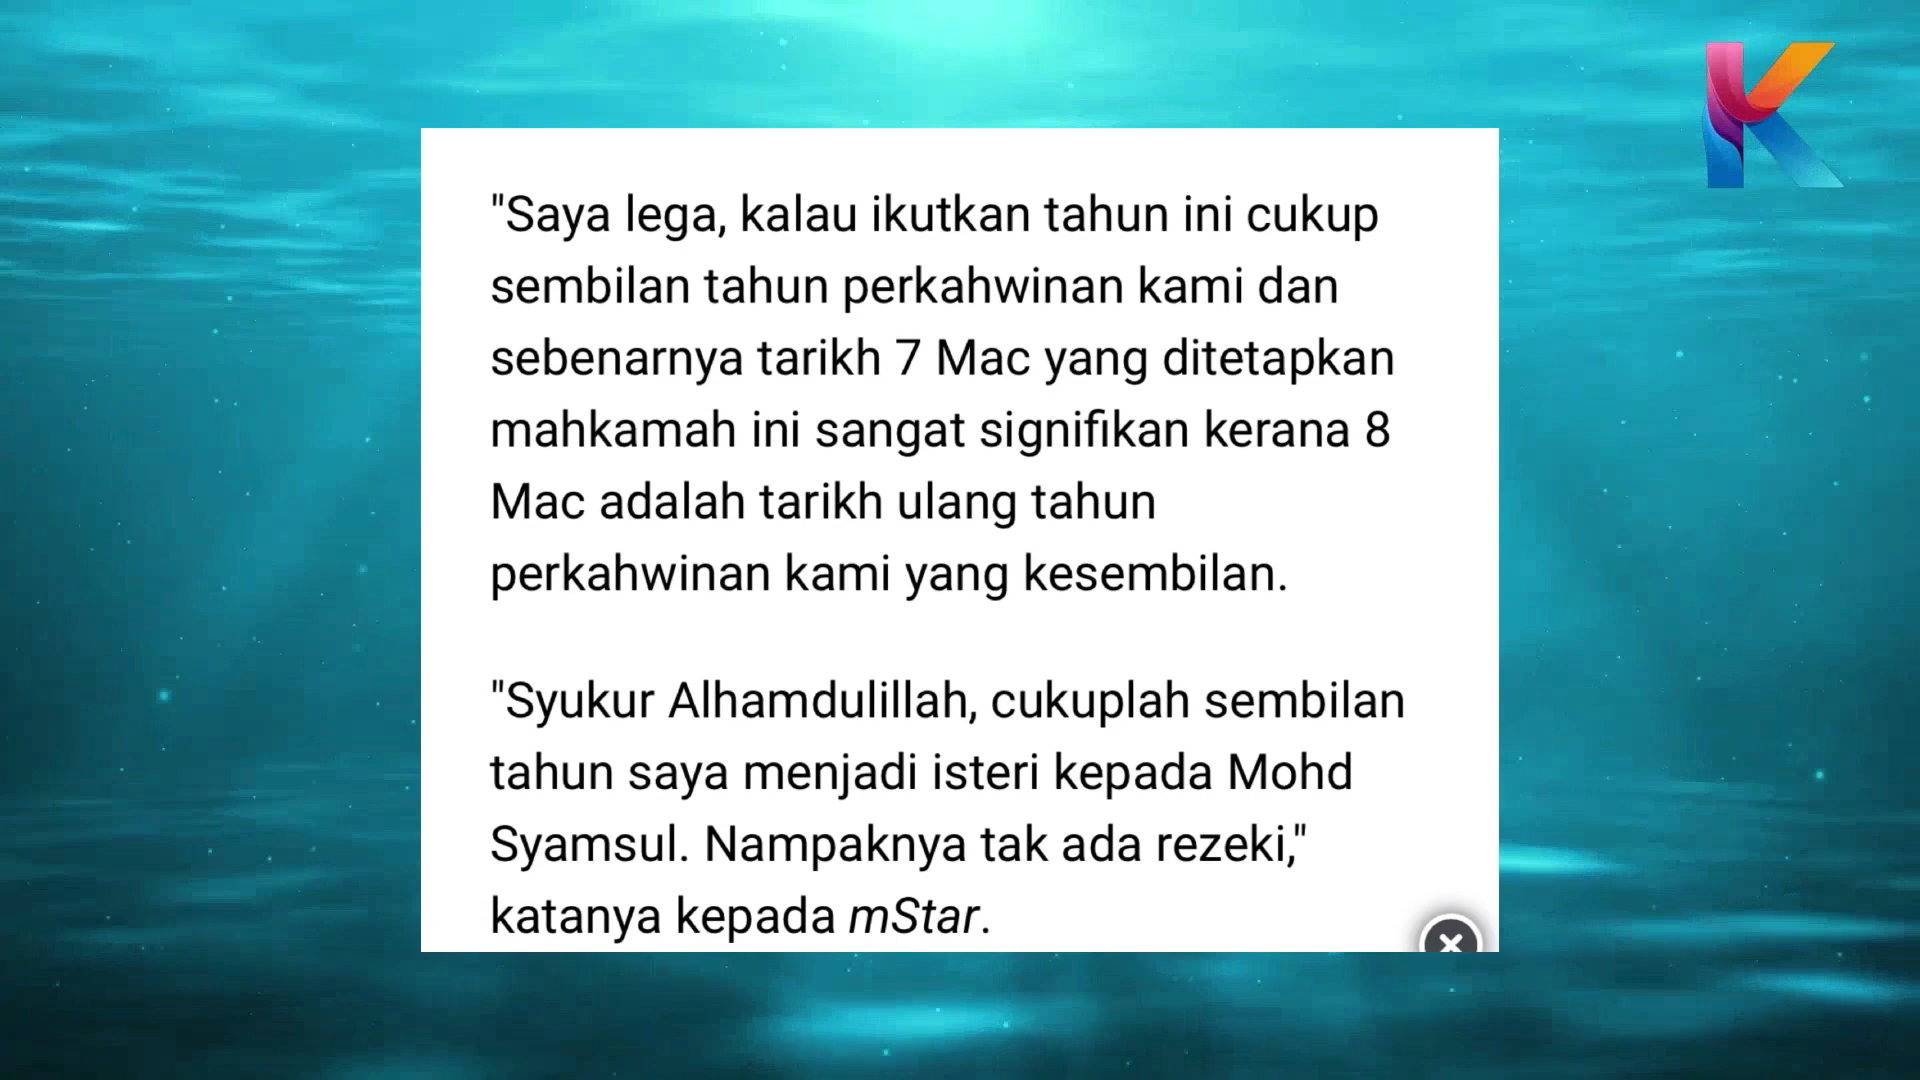 "Saya lega, kalau ikutkan tahun ini cukup
sembilan tahun perkahwinan kami dan
sebenarnya tarikh 7 Mac yang ditetapkan
mahkamah ini sangat signifikan kerana 8
Mac adalah tarikh ulang tahun
perkahwinan kami yang kesembilan.
"Syukur Alhamdulillah, cukuplah sembilan
tahun saya menjadi isteri kepada Mohd
Syamsul. Nampaknya tak ada rezeki,"
katanya kepada mStar.